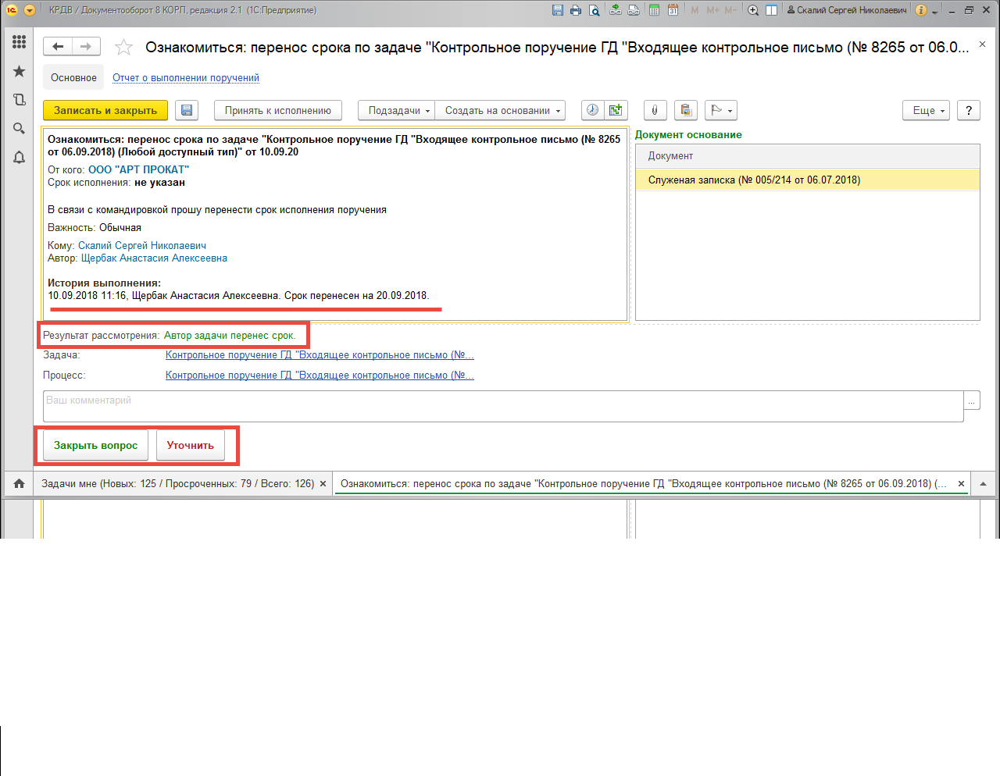 КРДВ / Документооборот 8 КОРП, редакция 2.1 (1С:Предприятие)
M M+ M- Скалий Сергей Николаевич
Ознакомиться: перенос срока по задаче "Контрольное поручение ГД "Входящее контрольное письмо (№ 8265 от 06.0...
Основное Отчет о выполнении поручений
Записать и закрыть Принять к исполнению Подзадачи Создать на основании Еще ?
Ознакомиться: перенос срока по задаче "Контрольное поручение ГД "Входящее контрольное письмо (№ 8265
от 06.09.2018) (Любой доступный тип)" от 10.09.20
От кого: ООО "АРТ ПРОКАТ"
Срок исполнения: не указан
В связи с командировкой прошу перенести срок исполнения поручения
Важность: Обычная
Кому: Скалий Сергей Николаевич
Автор: Щербак Анастасия Алексеевна
История выполнения:
10.09.2018 11:16, Щербак Анастасия Алексеевна. Срок перенесен на 20.09.2018.
Документ основание
Документ
Служеная записка (№ 005/214 от 06.07.2018)
Результат рассмотрения: Автор задачи перенес срок.
Задача: Контрольное поручение ГД "Входящее контрольное письмо (№...
Процесс: Контрольное поручение ГД "Входящее контрольное письмо (№...
Ваш комментарий
...
Закрыть вопрос Уточнить
Задачи мне (Новых: 125 / Просроченных: 79 / Всего: 126) Ознакомиться: перенос срока по задаче "Контрольное поручение ГД "Входящее контрольное письмо (№ 8265 от 06.09.2018) (...